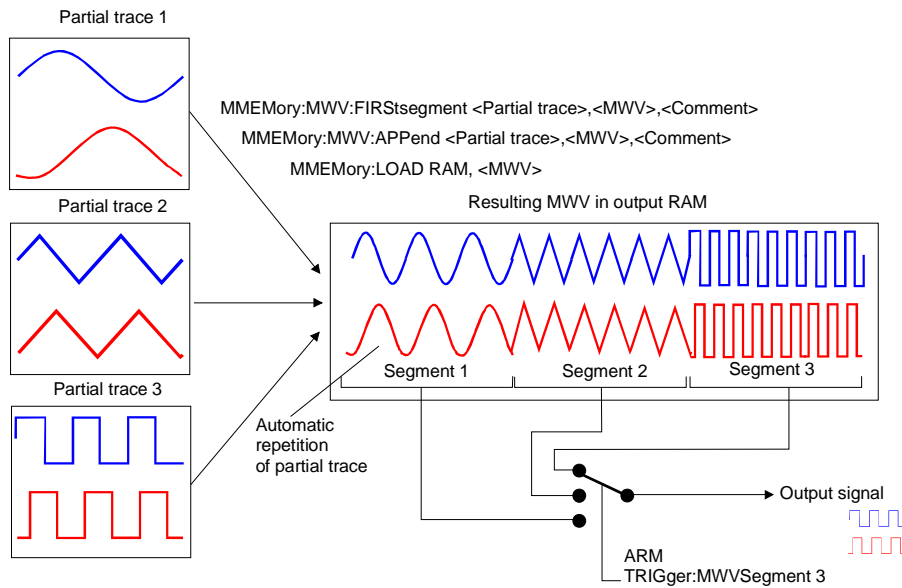 Partial trace 1
MMEMory:MWV:FIRStsegment <Partial trace>,<MWV>,<Comment>
MMEMory:MWV:APPend <Partial trace>,<MWV>,<Comment>
MMEMory:LOAD RAM, <MWV>
Partial trace 2
Resulting MWV in output RAM
Segment 1
Segment 2
Segment 3
Partial trace 3
Automatic
repetition
of partial trace
Output signal
ARM
TRIGger:MWVSegment 3